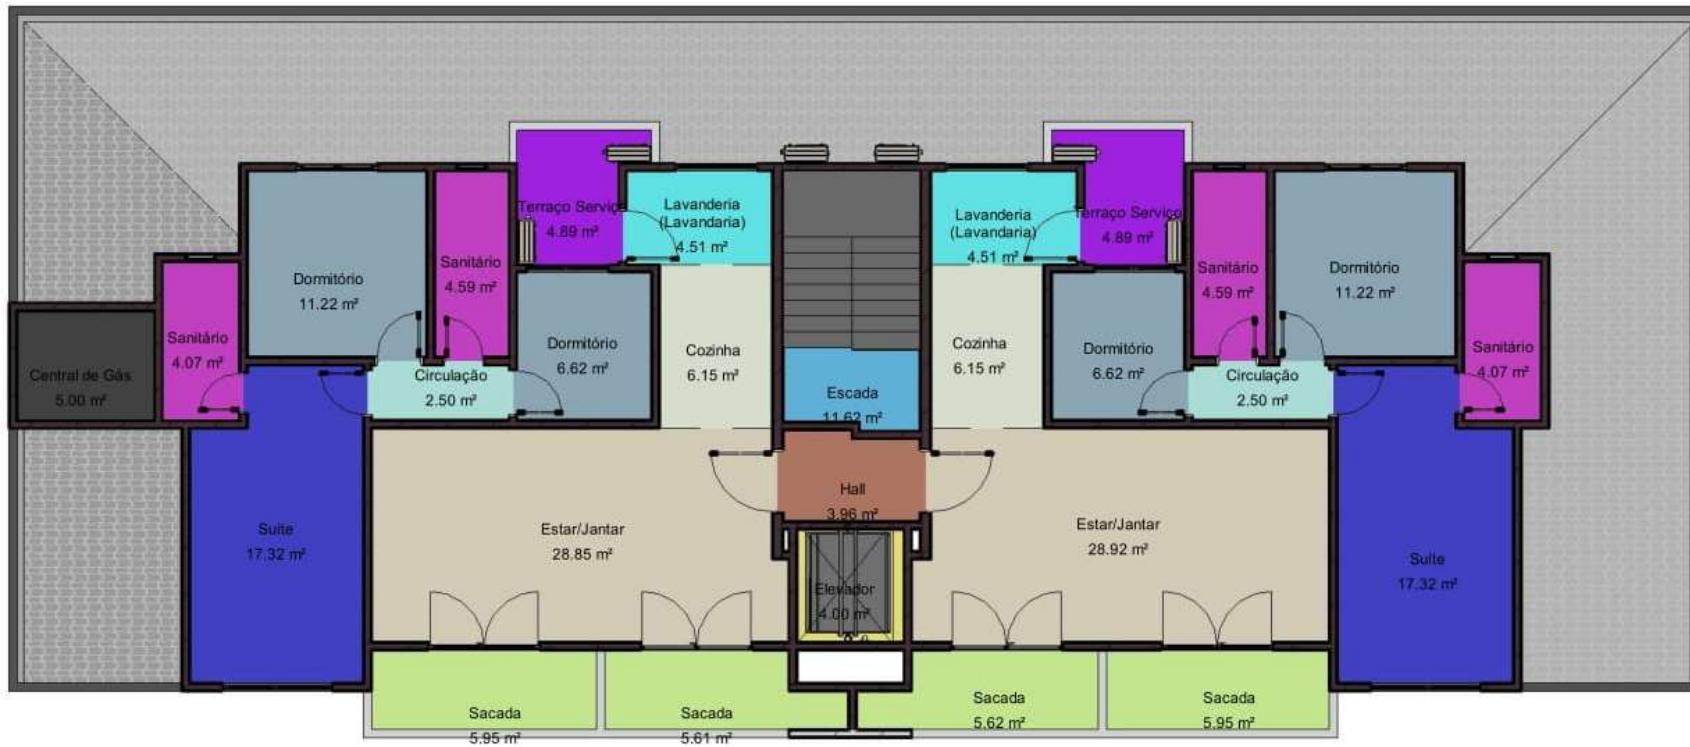 Terraço Serviço
4.89 m²
Lavanderia
(Lavandaria)
4.51 m²
Lavanderia
(Lavandaria)
4.51 m²
Terraço Serviço
4.89 m²
Dormitório
11.22 m²
Sanitário
4.59 m²
Sanitário
4.59 m²
Dormitório
11.22 m²
Sanitário
4.07 m²
Dormitório
6.62 m²
Cozinha
6.15 m²
Cozinha
6.15 m²
Dormitório
6.62 m²
Sanitário
4.07 m²
Central de Gás
5.00 m²
Circulação
2.50 m²
Escada
11.62 m²
Circulação
2.50 m²
Hall
3.96 m²
Suíte
17.32 m²
Estar/Jantar
28.85 m²
Estar/Jantar
28.92 m²
Suíte
17.32 m²
Elevador
4.00 m²
Sacada
5.95 m²
Sacada
5.61 m²
Sacada
5.62 m²
Sacada
5.95 m²